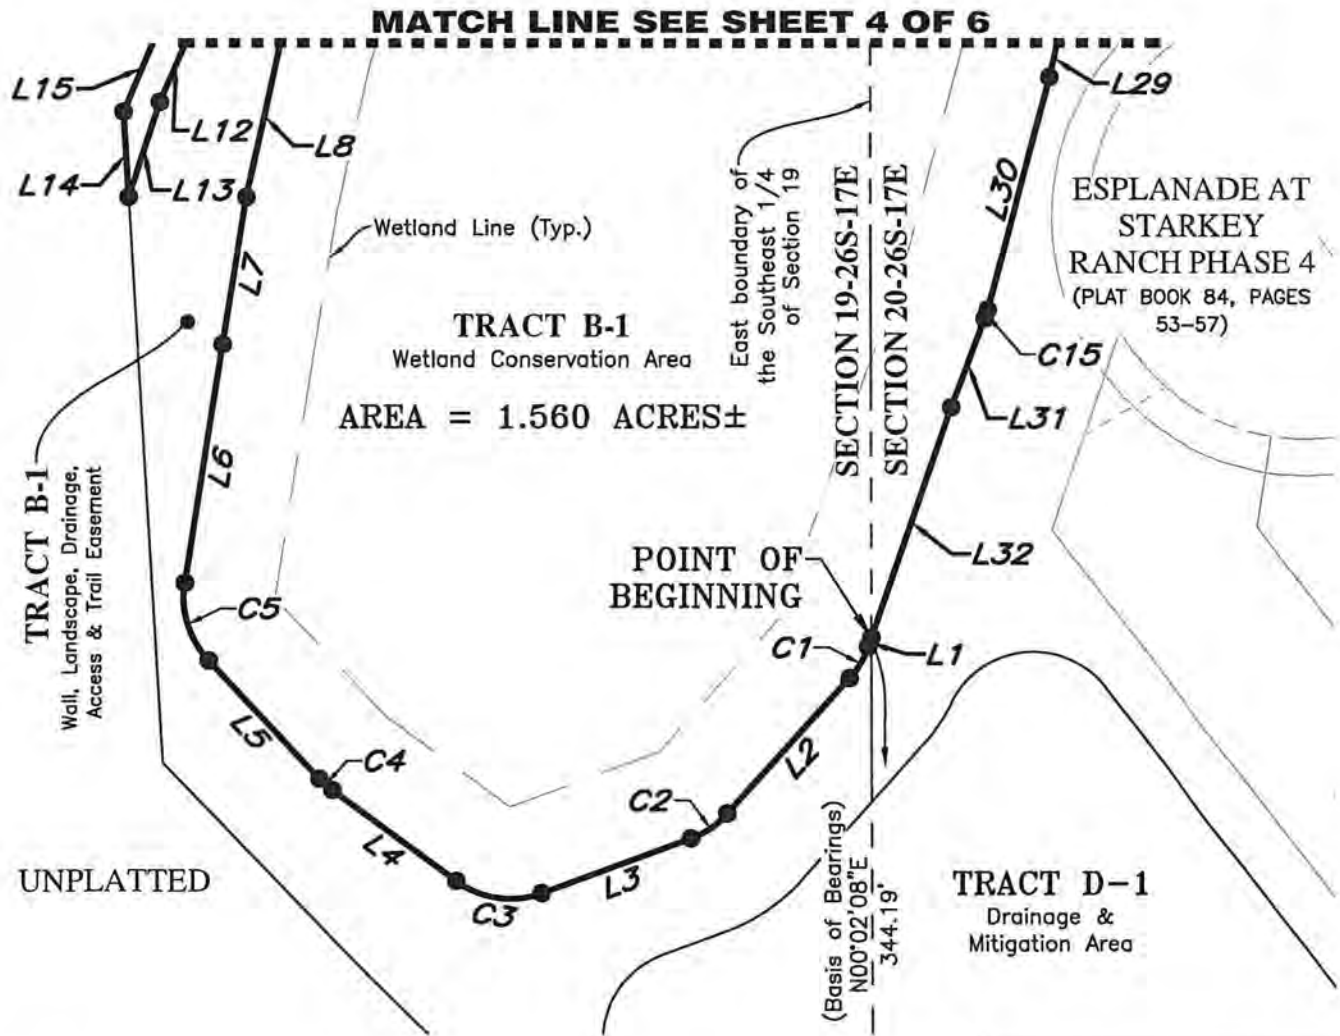 MATCH LINE SEE SHEET 4 OF 6
L15
L12
L8
L14
L13
L29
L30
ESPLANADE AT
STARKEY
RANCH PHASE 4
(PLAT BOOK 84, PAGES
53-57)
Wetland Line (Typ.)
L7
East boundary of
the Southeast 1/4
of Section 19
SECTION 19-26S-17E
SECTION 20-26S-17E
TRACT B-1
Wetland Conservation Area
AREA = 1.560 ACRES±
C15
L31
L6
TRACT B-1
Wall, Landscape, Drainage,
Access & Trail Easement
L32
POINT OF
BEGINNING
C5
C1
L1
L5
C4
L2
C2
L4
L3
C3
UNPLATTED
(Basis of Bearings)
N00°02'08"E
344.19'
TRACT D-1
Drainage &
Mitigation Area